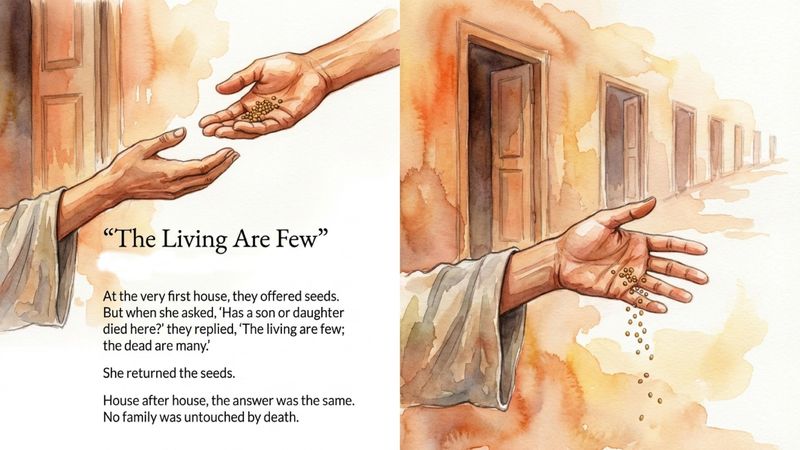 “The Living Are Few”
At the very first house, they offered seeds.
But when she asked, ‘Has a son or daughter
died here?’ they replied, ‘The living are few;
the dead are many.’
She returned the seeds.
House after house, the answer was the same.
No family was untouched by death.